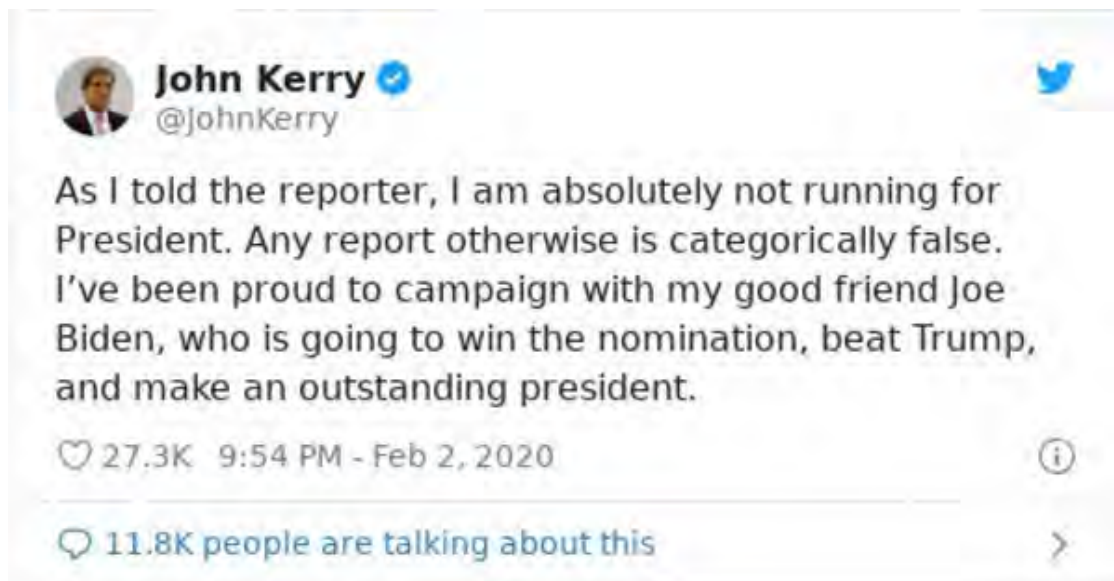 John Kerry
@JohnKerry
As I told the reporter, I am absolutely not running for
President. Any report otherwise is categorically false.
I’ve been proud to campaign with my good friend Joe
Biden, who is going to win the nomination, beat Trump,
and make an outstanding president.
27.3K 9:54 PM - Feb 2, 2020
11.8K people are talking about this